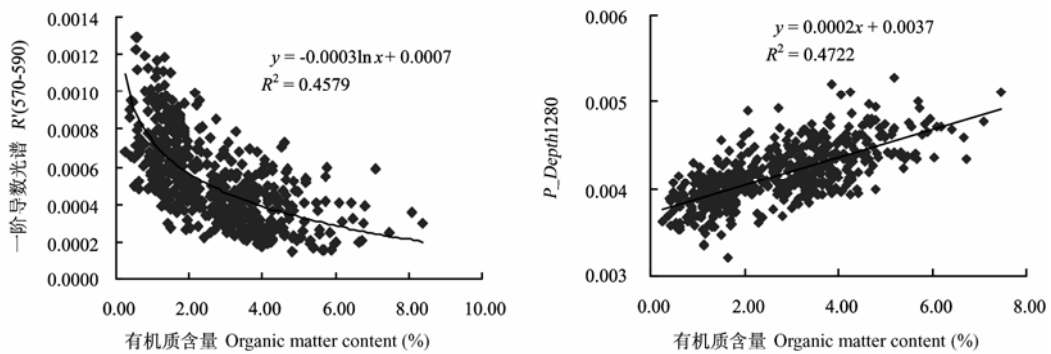 0.0014
0.0012
0.0010
0.0008
0.0006
0.0004
0.0002
0.0000
一阶导数光谱 R'(570-590)
y = -0.0003ln x + 0.0007
R² = 0.4579
0.00 2.00 4.00 6.00 8.00 10.00
有机质含量 Organic matter content (%)
0.006
0.005
0.004
0.003
P_Depth1280
y = 0.0002x + 0.0037
R² = 0.4722
0.00 2.00 4.00 6.00 8.00
有机质含量 Organic matter content (%)